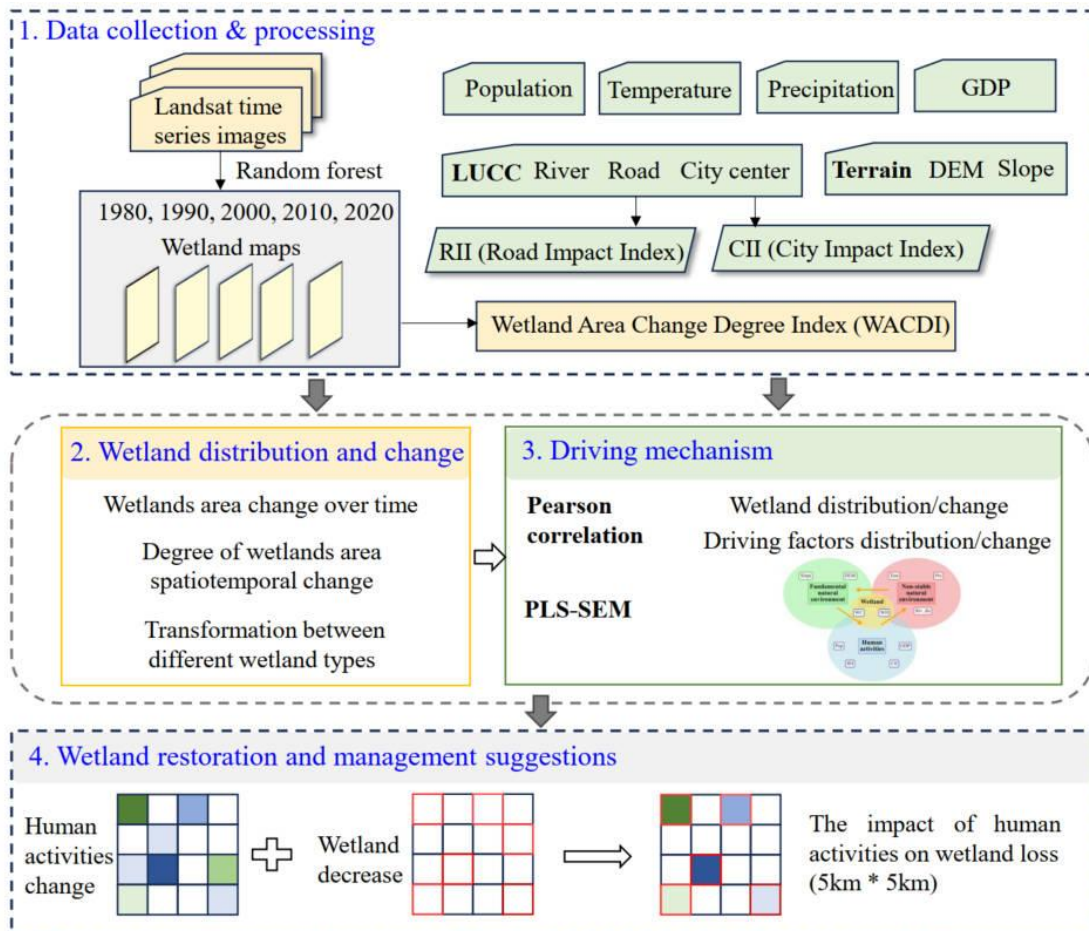 1. Data collection & processing
Landsat time
series images
Random forest
1980, 1990, 2000, 2010, 2020
Wetland maps
Population
Temperature
Precipitation
GDP
LUCC River Road City center
Terrain DEM Slope
RII (Road Impact Index)
CII (City Impact Index)
Wetland Area Change Degree Index (WACDI)
2. Wetland distribution and change
Wetlands area change over time
Degree of wetlands area
spatiotemporal change
Transformation between
different wetland types
3. Driving mechanism
Pearson
correlation
Wetland distribution/change
Driving factors distribution/change
PLS-SEM
Fundamental
natural
environment
Non-stable
natural
environment
Wetland
Human
activities
GDP
4. Wetland restoration and management suggestions
Human
activities
change
Wetland
decrease
The impact of human
activities on wetland loss
(5km * 5km)